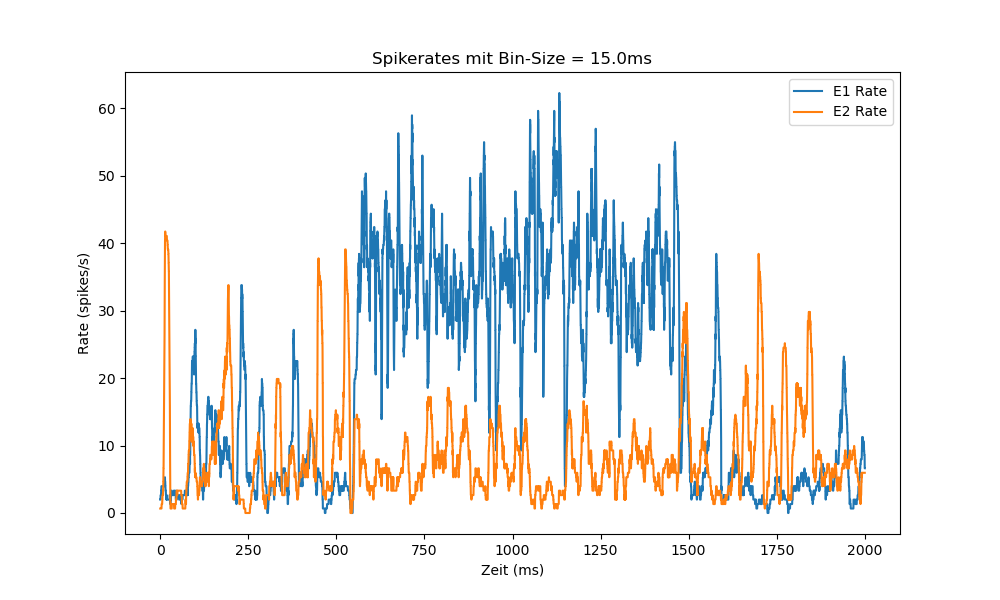 Spikerates mit Bin-Size = 15.0ms
E1 Rate
E2 Rate
Rate (spikes/s)
60
50
40
30
20
10
0
0 250 500 750 1000 1250 1500 1750 2000
Zeit (ms)